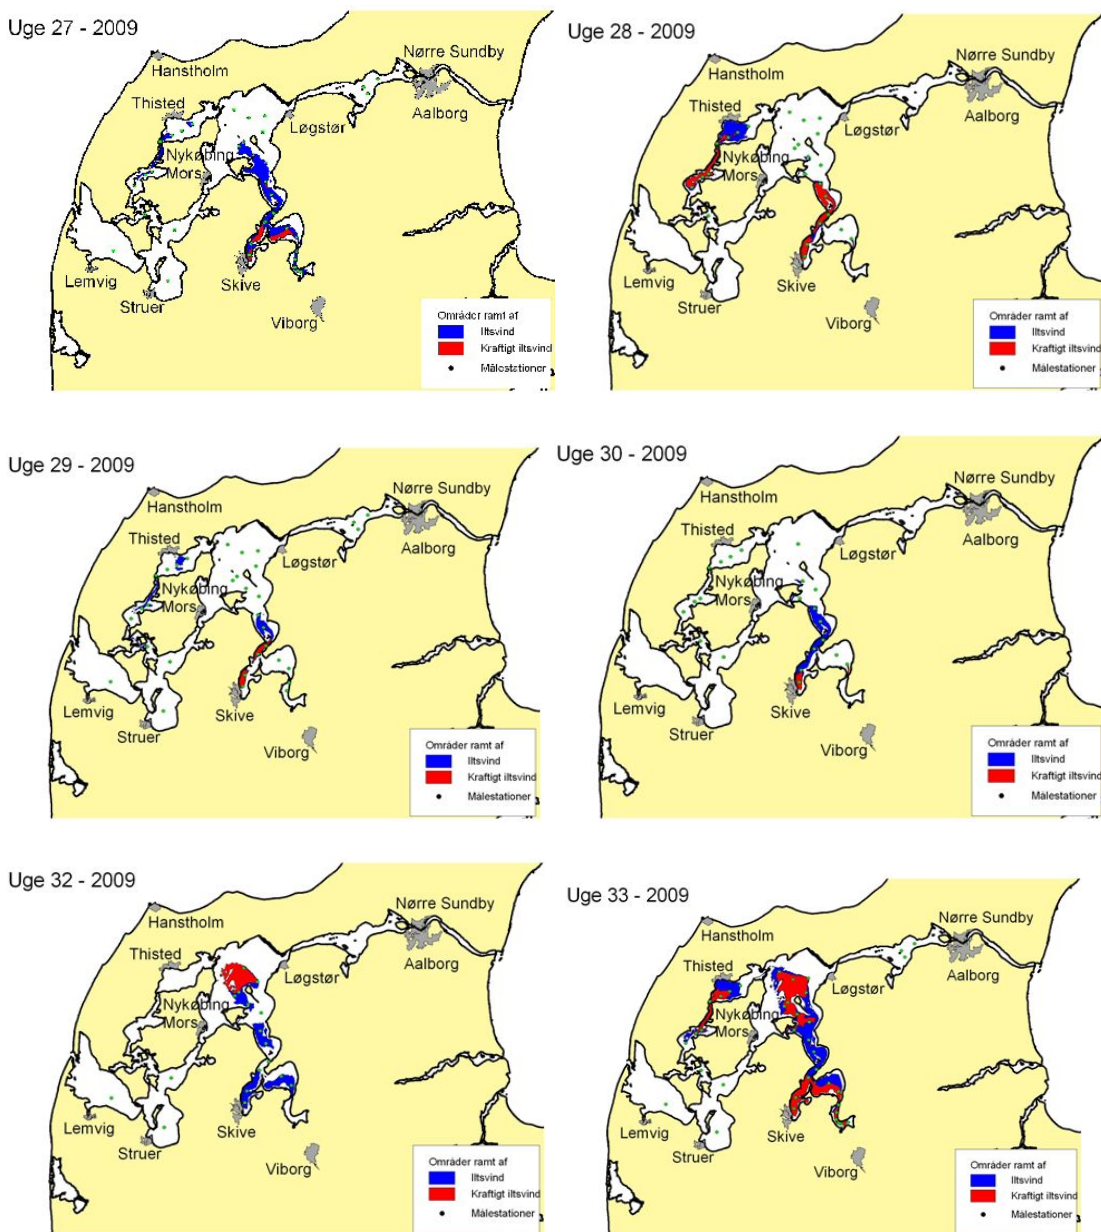 Uge 27 - 2009
Nørre Sundby
Hanstholm
Aalborg
Thisted
Løgstør
Nykøbing
Mors
Lemvig
Skive
Struer
Viborg
Områder ramt af
Iltsvind
Kraftigt iltsvind
Målestationer
Uge 28 - 2009
Nørre Sundby
Hanstholm
Aalborg
Thisted
Løgstør
Nykøbing
Mors
Lemvig
Skive
Struer
Viborg
Områder ramt af
Iltsvind
Kraftigt iltsvind
Målestationer
Uge 29 - 2009
Nørre Sundby
Hanstholm
Aalborg
Thisted
Løgstør
Nykøbing
Mors
Lemvig
Skive
Struer
Viborg
Områder ramt af
Iltsvind
Kraftigt iltsvind
Målestationer
Uge 30 - 2009
Nørre Sundby
Hanstholm
Aalborg
Thisted
Løgstør
Nykøbing
Mors
Lemvig
Skive
Struer
Viborg
Områder ramt af
Iltsvind
Kraftigt iltsvind
Målestationer
Uge 32 - 2009
Nørre Sundby
Hanstholm
Aalborg
Thisted
Løgstør
Nykøbing
Mors
Lemvig
Skive
Struer
Viborg
Områder ramt af
Iltsvind
Kraftigt iltsvind
Målestationer
Uge 33 - 2009
Nørre Sundby
Hanstholm
Aalborg
Thisted
Løgstør
Nykøbing
Mors
Lemvig
Skive
Struer
Viborg
Områder ramt af
Iltsvind
Kraftigt iltsvind
Målestationer